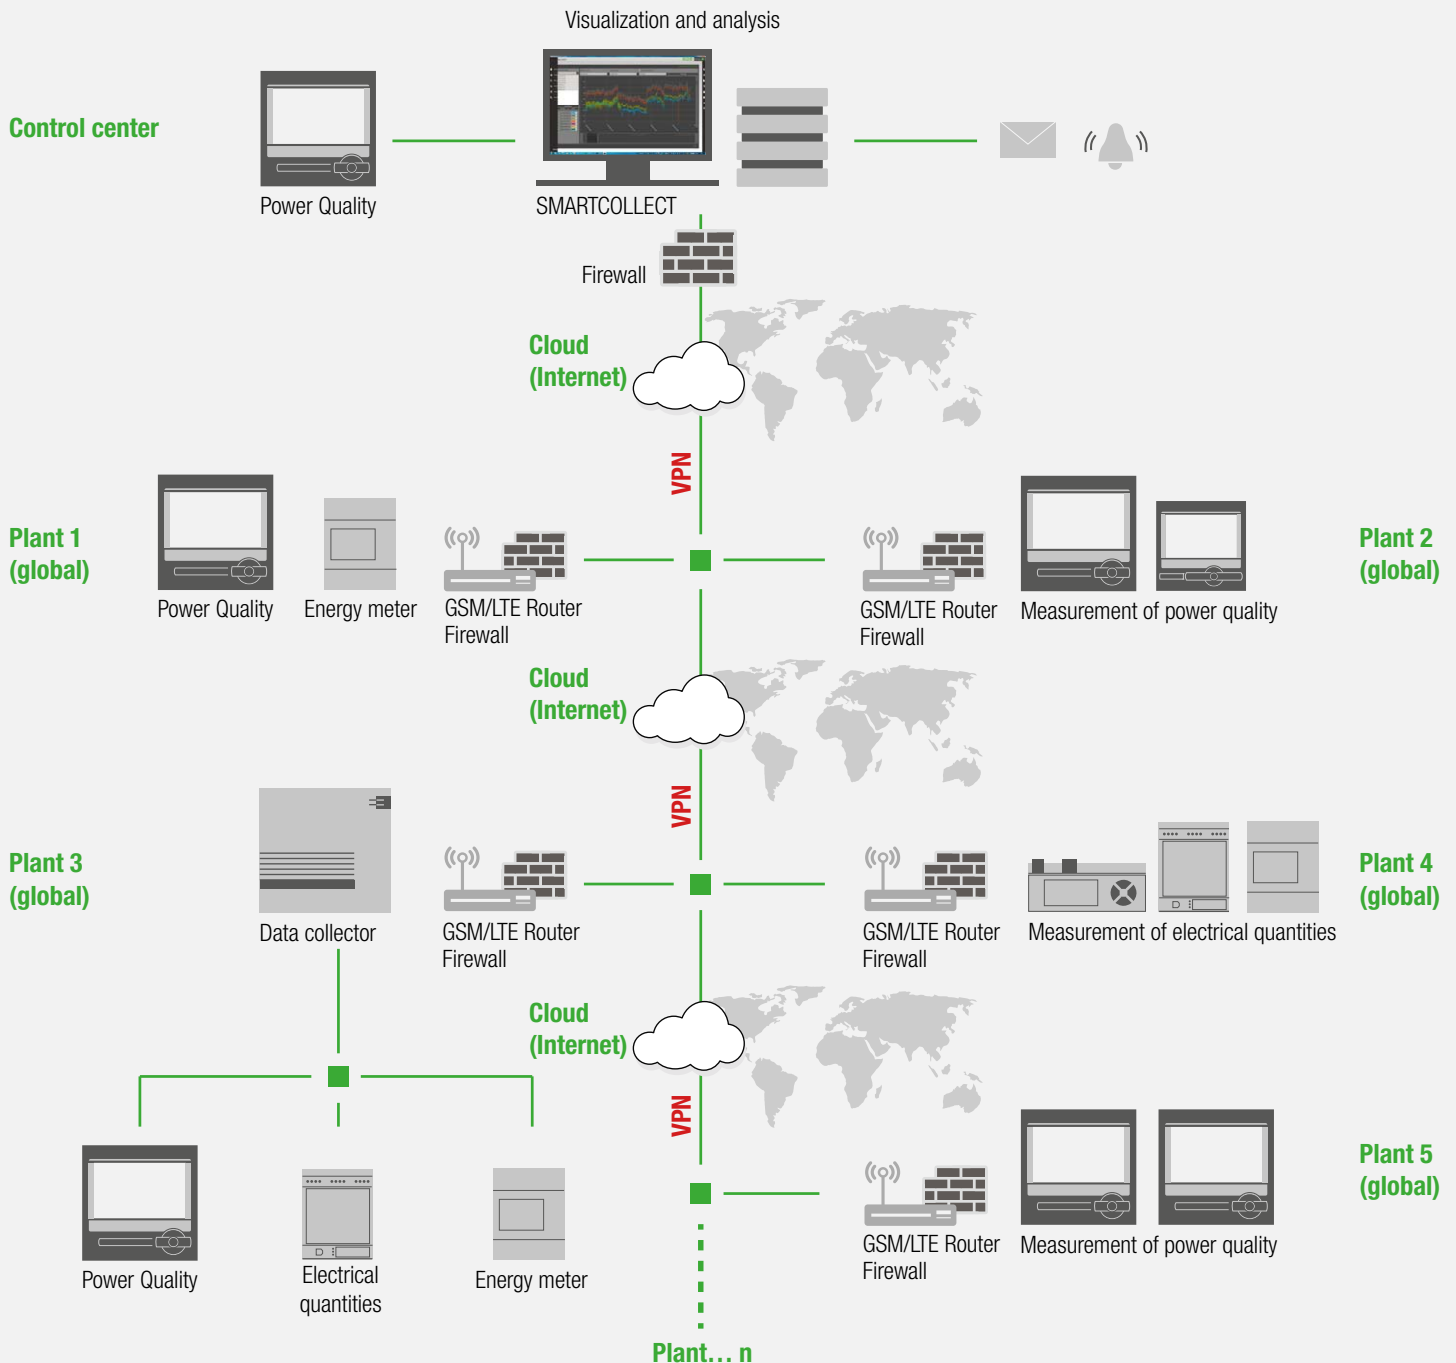 Visualization and analysis
Control center
Power Quality
SMARTCOLLECT
Firewall
Cloud
(Internet)
VPN
Plant 1
(global)
Power Quality
Energy meter
GSM/LTE Router
Firewall
GSM/LTE Router
Firewall
Measurement of power quality
Plant 2
(global)
Cloud
(Internet)
VPN
Plant 3
(global)
Data collector
GSM/LTE Router
Firewall
GSM/LTE Router
Firewall
Measurement of electrical quantities
Plant 4
(global)
Cloud
(Internet)
VPN
Power Quality
Electrical
quantities
Energy meter
GSM/LTE Router
Firewall
Measurement of power quality
Plant 5
(global)
Plant... n